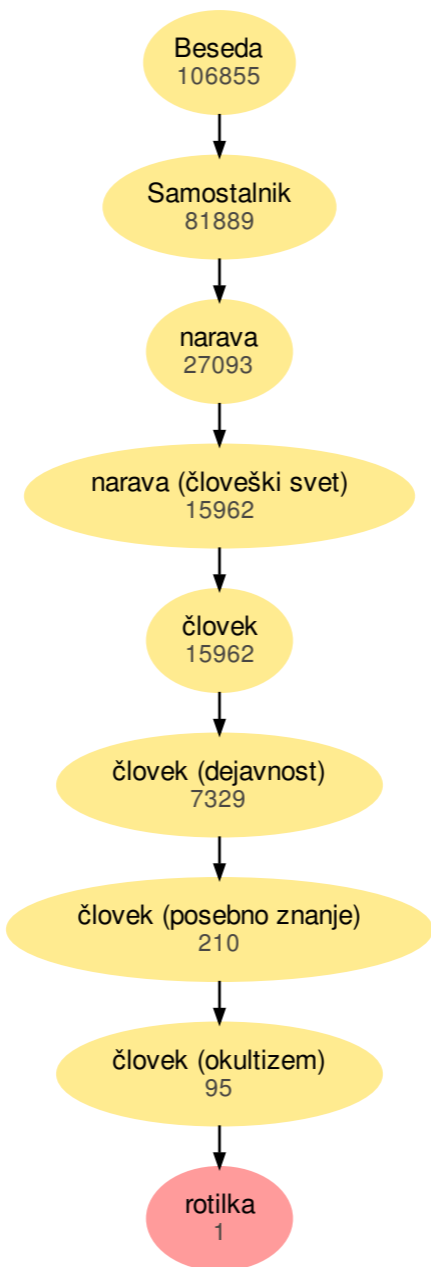 Beseda
106855
Samostalnik
81889
narava
27093
narava (človeški svet)
15962
človek
15962
človek (dejavnost)
7329
človek (posebno znanje)
210
človek (okultizem)
95
rotilka
1